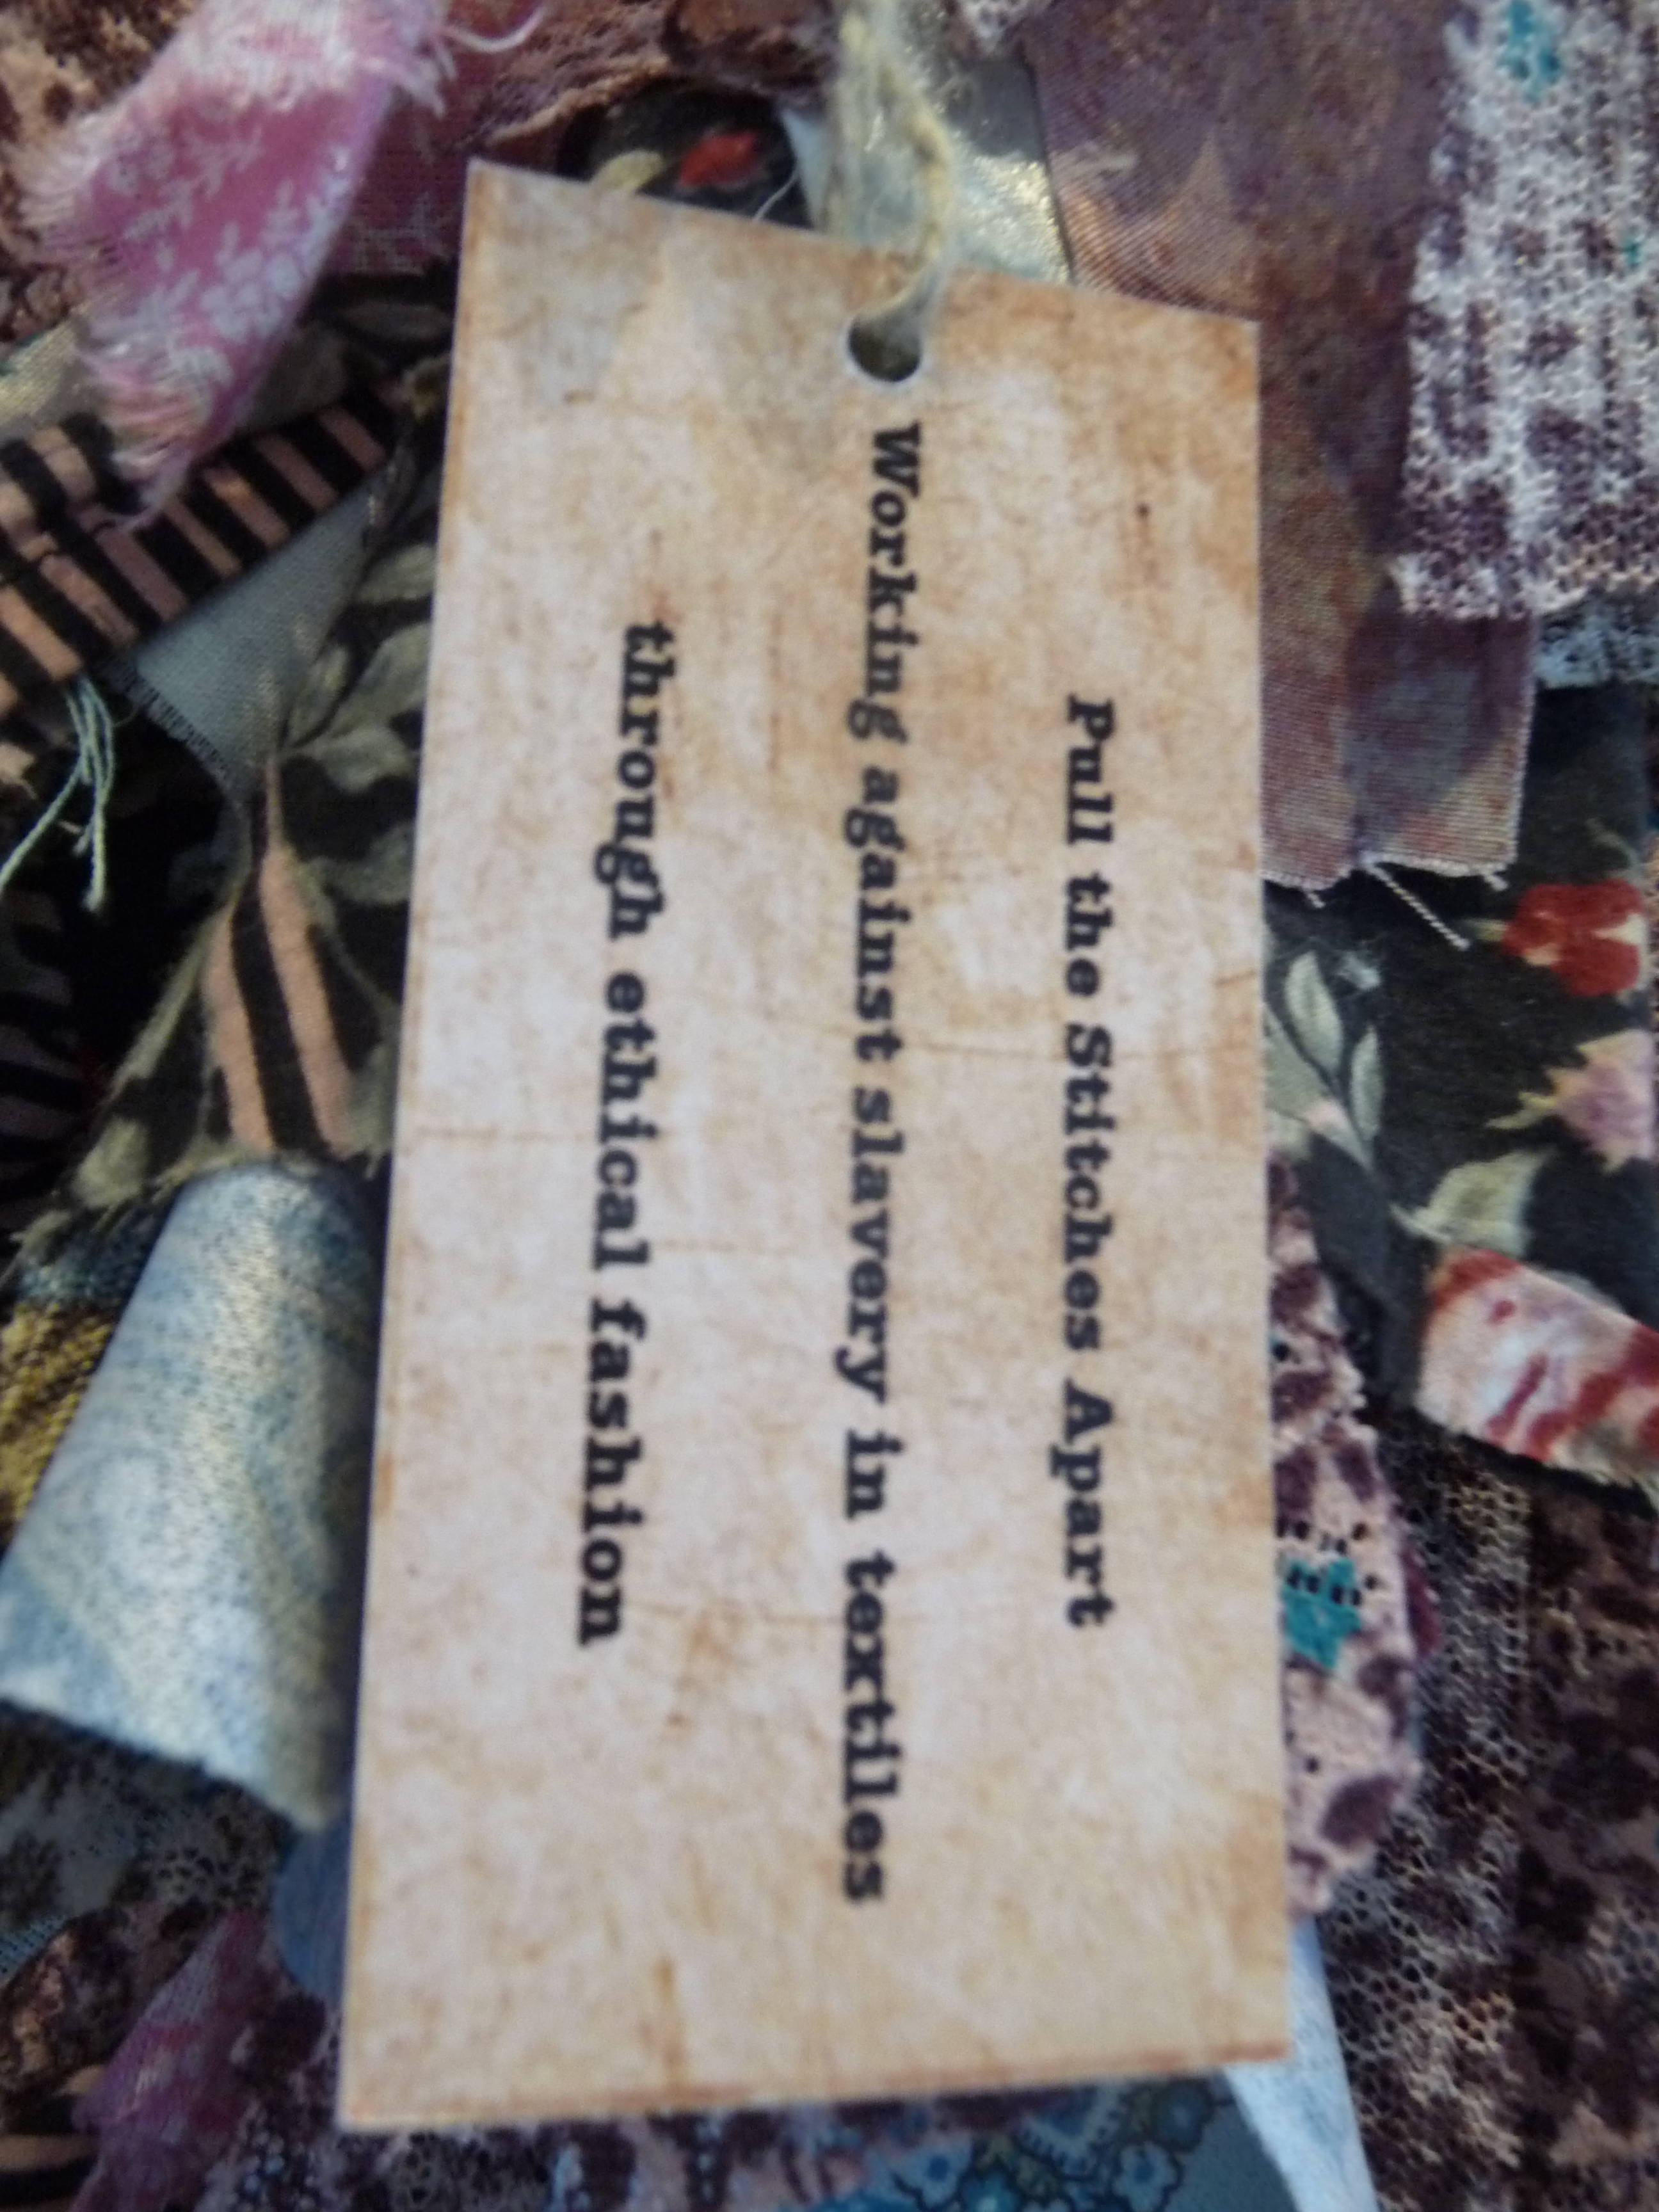 Pull the Stitches Apart
Working against slavery in textiles
through ethical fashion